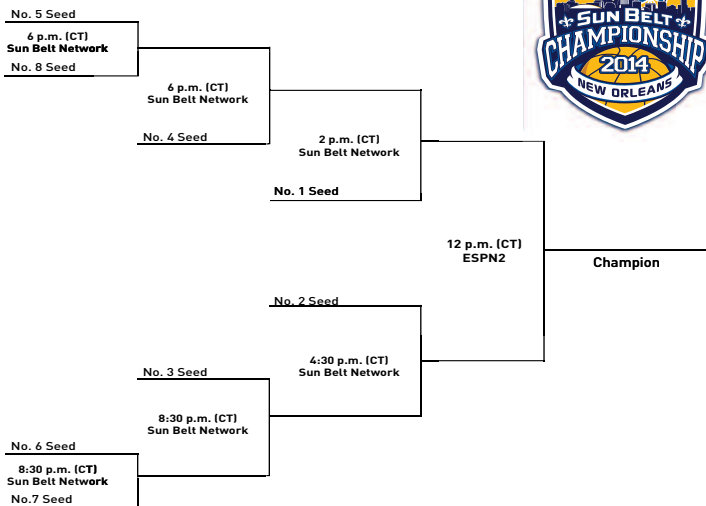 No. 5 Seed
6 p.m. (CT)
Sun Belt Network
No. 8 Seed
6 p.m. (CT)
Sun Belt Network
No. 4 Seed
2 p.m. (CT)
Sun Belt Network
No. 1 Seed
SUN BELT
CHAMPIONSHIP
2014
NEW ORLEANS
12 p.m. (CT)
ESPN2
Champion
No. 2 Seed
4:30 p.m. (CT)
Sun Belt Network
No. 3 Seed
8:30 p.m. (CT)
Sun Belt Network
No. 6 Seed
8:30 p.m. (CT)
Sun Belt Network
No.7 Seed